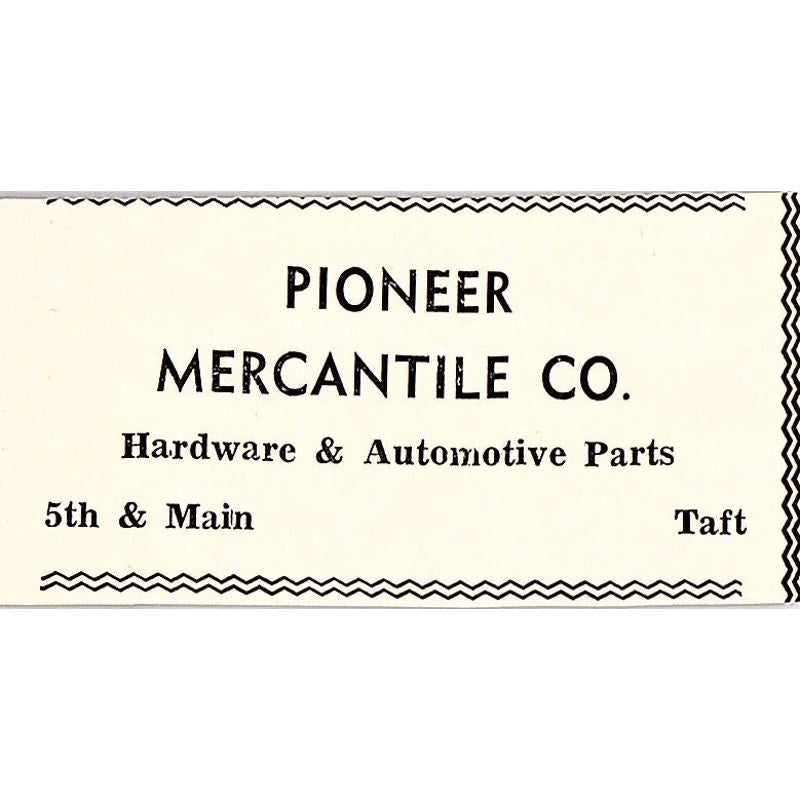 PIONEER
MERCANTILE CO.
Hardware & Automotive Parts
5th & Main Taft